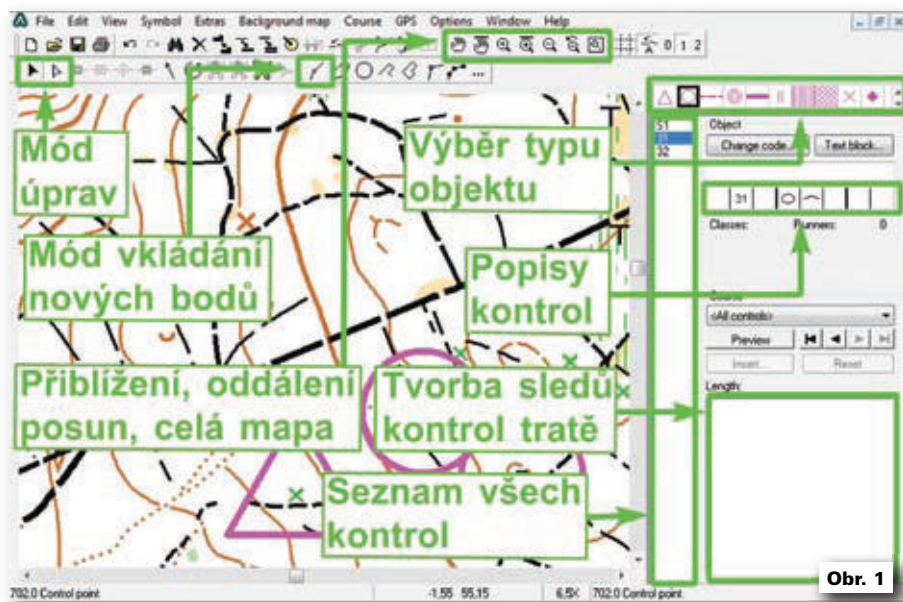 File Edit View Symbol Extras Background map Course GPS Options Window Help
A 0 1 2
S1
31
32
Object
Change code... Text block...
31
Classes: Runners: 0
Course
<All controls>
Preview
Insert... Reset
Length:
Mód
úprav
Výběr typu
objektu
Mód vkládání
nových bodů
Popisy
kontrol
Přiblížení, oddálení
posun, celá mapa
Tvorba sledů
kontrol tratě
Seznam všech
kontrol
Obr. 1
702.0 Control point -1,55 55,15 6,5X 702.0 Control point